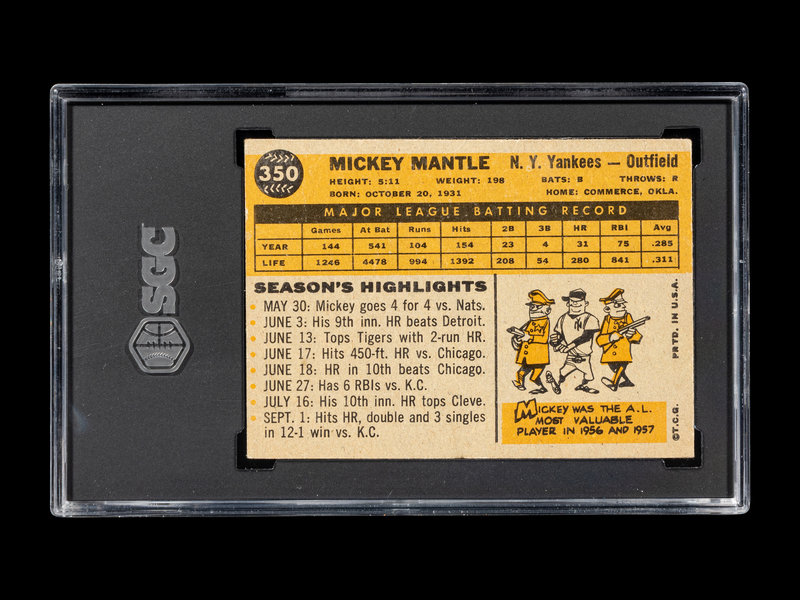 SGC
350
MICKEY MANTLE N. Y. Yankees — Outfield
HEIGHT: 5:11 WEIGHT: 198 BATS: B THROWS: R
BORN: OCTOBER 20, 1931 HOME: COMMERCE, OKLA.
MAJOR LEAGUE BATTING RECORD
Games At Bat Runs Hits 2B 3B HR RBI Avg
YEAR 144 541 104 154 23 4 31 75 .285
LIFE 1246 4478 994 1392 208 54 280 841 .311
SEASON'S HIGHLIGHTS
MAY 30: Mickey goes 4 for 4 vs. Nats.
JUNE 3: His 9th inn. HR beats Detroit.
JUNE 13: Tops Tigers with 2-run HR.
JUNE 17: Hits 450-ft. HR vs. Chicago.
JUNE 18: HR in 10th beats Chicago.
JUNE 27: Has 6 RBIs vs. K.C.
JULY 16: His 10th inn. HR tops Cleve.
SEPT. 1: Hits HR, double and 3 singles
in 12-1 win vs. K.C.
NY
MICKEY WAS THE A.L.
MOST VALUABLE
PLAYER IN 1956 AND 1957
©T.C.G. PRTD. IN U.S.A.